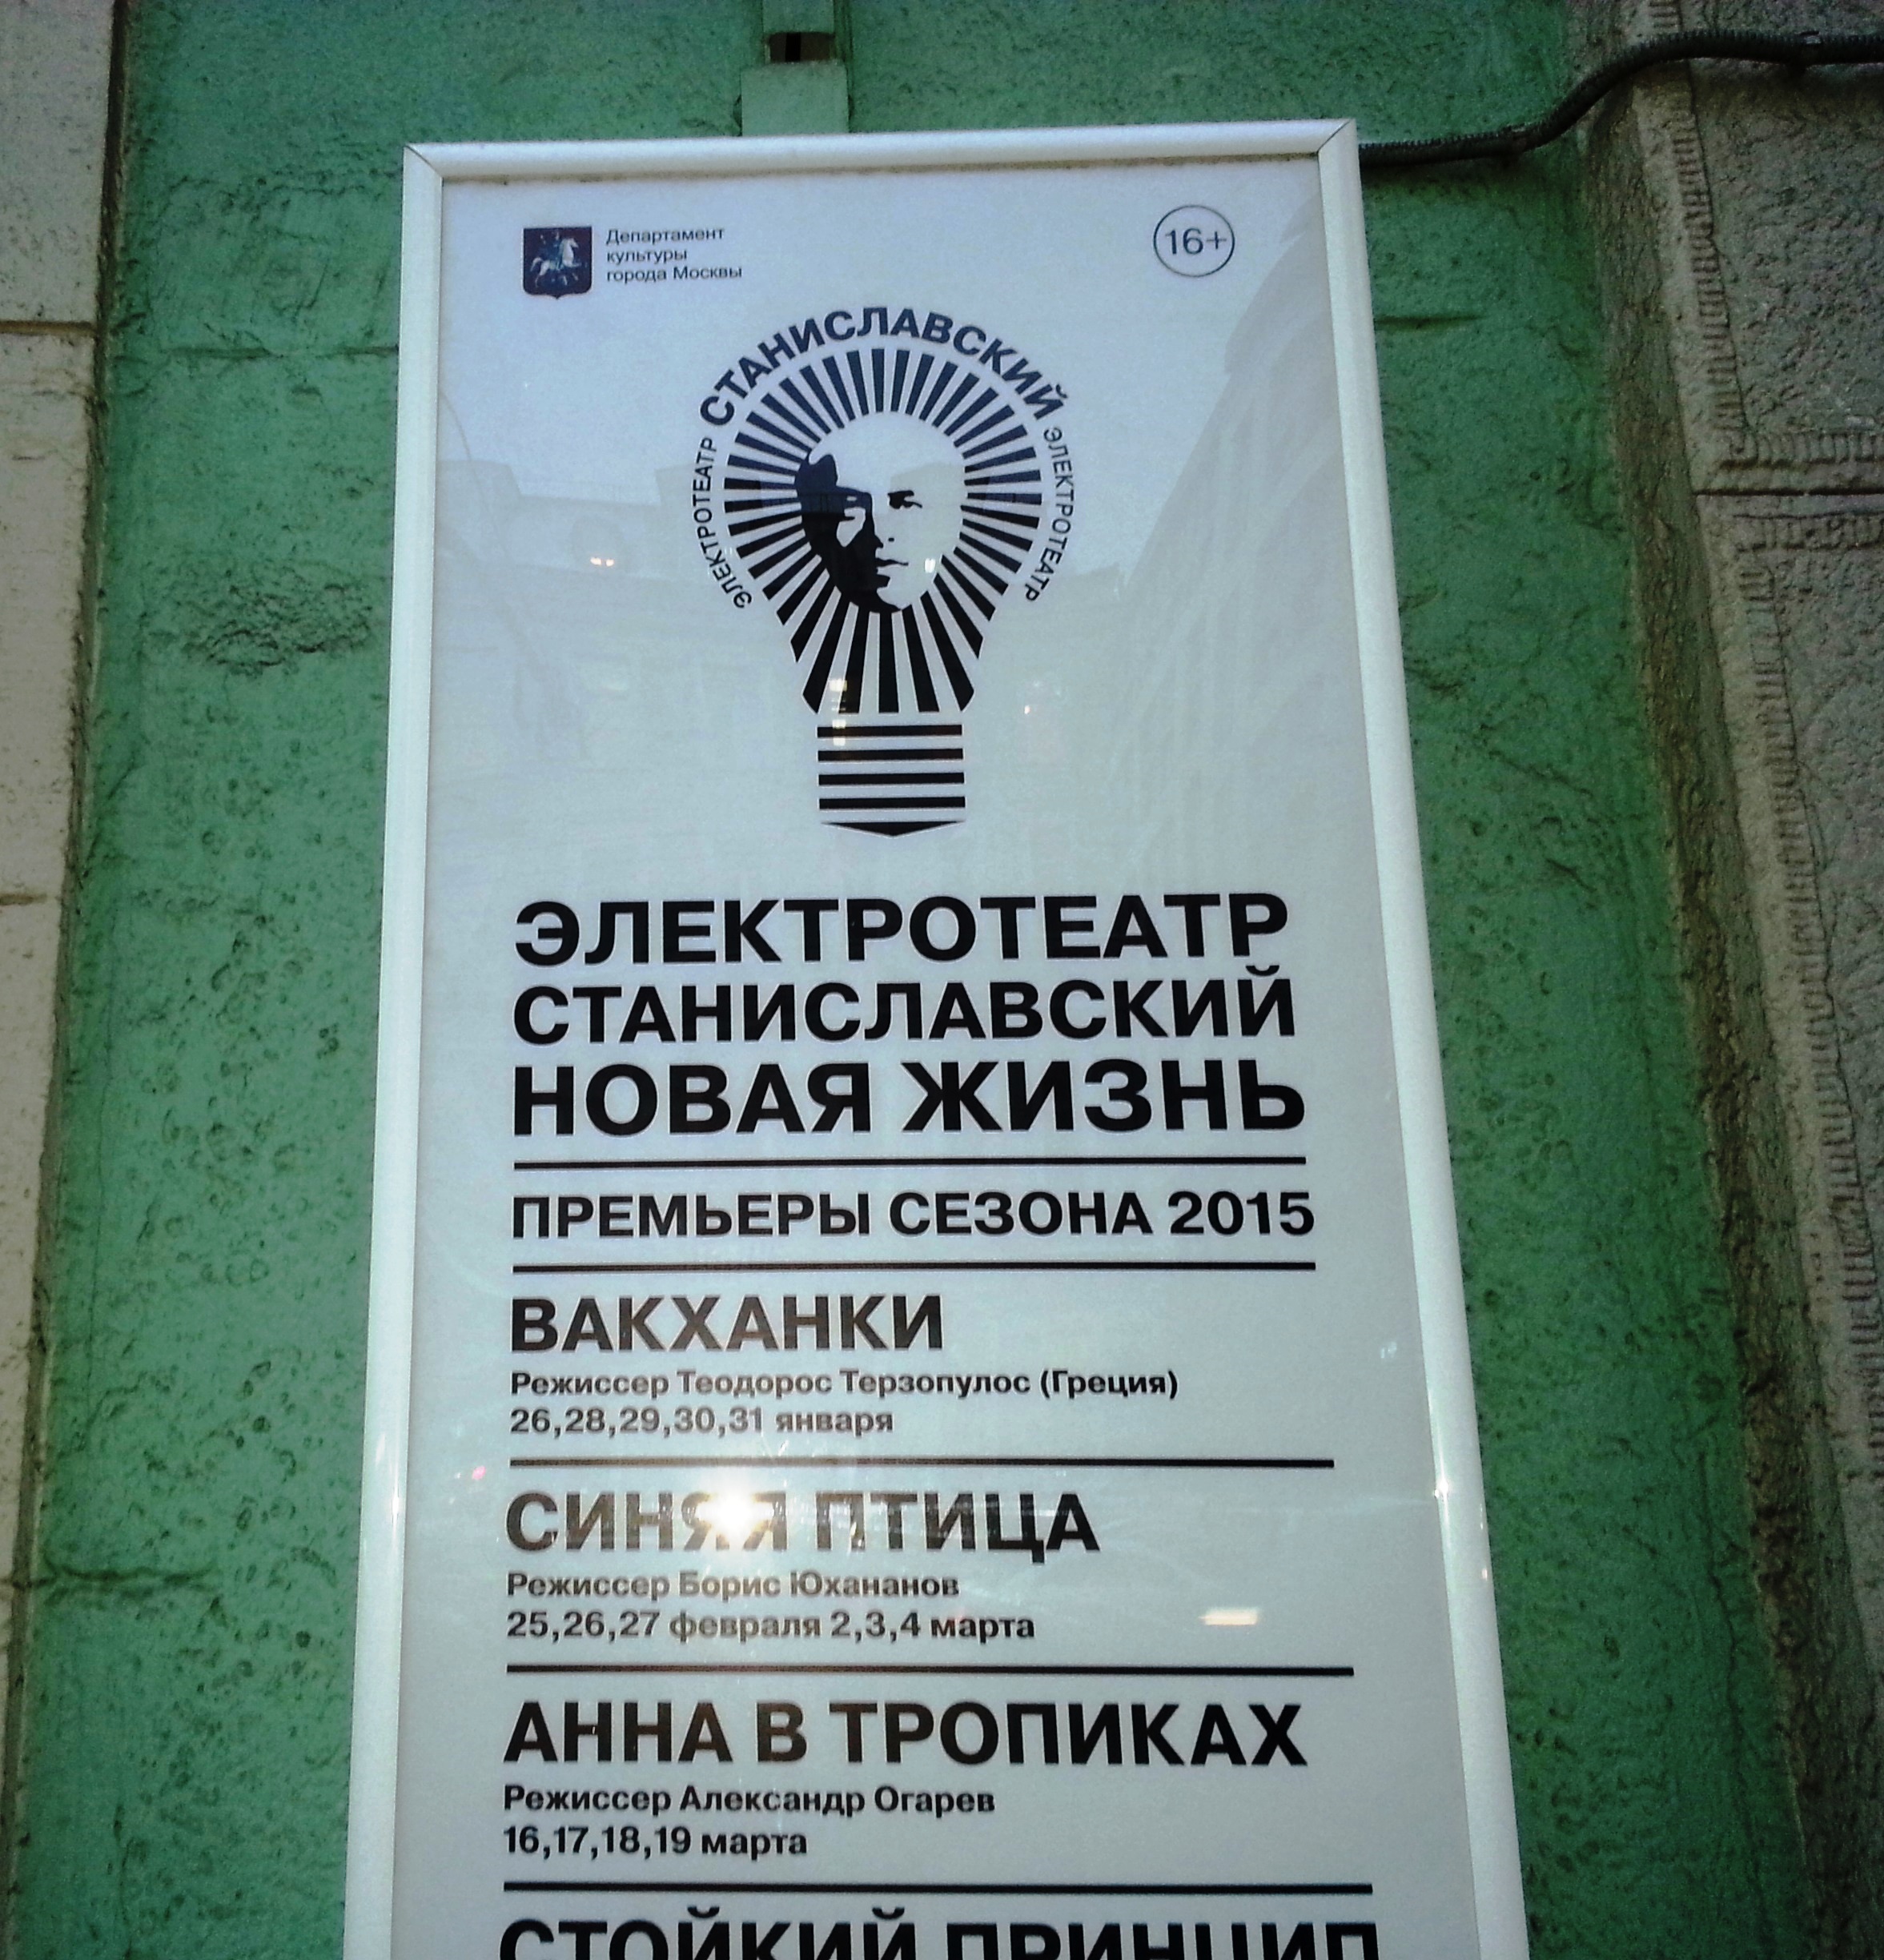 Департамент
культуры
города Москвы
16+
СТАНИСЛАВСКИЙ
ЭЛЕКТРОТЕАТР
ЭЛЕКТРОТЕАТР
ЭЛЕКТРОТЕАТР
СТАНИСЛАВСКИЙ
НОВАЯ ЖИЗНЬ
ПРЕМЬЕРЫ СЕЗОНА 2015
ВАКХАНКИ
Режиссер Теодорос Терзопулос (Греция)
26,28,29,30,31 января
СИНЯЯ ПТИЦА
Режиссер Борис Юхананов
25,26,27 февраля 2,3,4 марта
АННА В ТРОПИКАХ
Режиссер Александр Огарев
16,17,18,19 марта
СТОЙКИЙ ПРИНЦИП